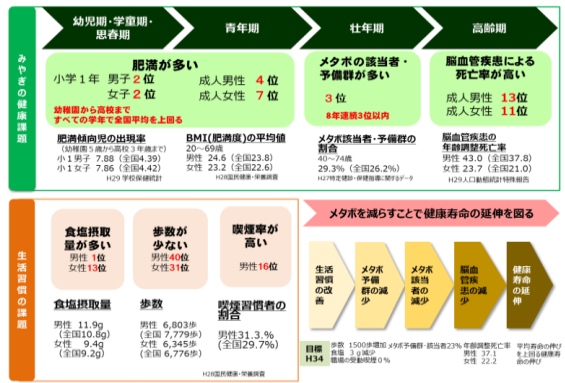 みやぎの健康課題
幼児期・学童期・
思春期
青年期
壮年期
高齢期
肥満が多い
小学1年 男子2位
女子2位
成人男性 4位
成人女性 7位
幼稚園から高校まで
すべての学年で全国平均を上回る
メタボの該当者・
予備群が多い
3位
8年連続3位以内
脳血管疾患による
死亡率が高い
成人男性 13位
成人女性 11位
肥満傾向児の出現率
(幼稚園5歳から高校3年歳まで)
小1男子 7.88(全国4.39)
小1女子 7.86(全国4.42)
H29 学校保健統計
BMI(肥満度)の平均値
20~69歳
男性 24.6(全国23.8)
女性 23.2(全国22.6)
H28国民健康・栄養調査
メタボ該当者・予備群の
割合
40~74歳
29.3%(全国26.2%)
H27特定健診・保健指導に関するデータ
脳血管疾患の
年齢調整死亡率
男性 43.0(全国37.8)
女性 23.7(全国21.0)
H29人口動態統計特殊報告
生活習慣の課題
食塩摂取
量が多い
男性 1位
女性13位
歩数が
少ない
男性40位
女性31位
喫煙率が
高い
男性16位
食塩摂取量
男性 11.9g
(全国10.8g)
女性 9.4g
(全国9.2g)
歩数
男性 6,803歩
(全国 7,779歩)
女性 6,345歩
(全国 6,776歩)
喫煙習慣者の
割合
男性31.3.%
(全国29.7%)
H28国民健康・栄養調査
メタボを減らすことで健康寿命の延伸を図る
生活習慣の改善
メタボ予備群の減少
メタボ該当者の減少
脳血管疾患の減少
健康寿命の延伸
目標
H34
歩数 1500歩増加
食塩 3g減少
職場の受動喫煙0%
メタボ予備群・該当者23%
年齢調整死亡率
男性 37.1
女性 22.2
平均寿命の伸び
を上回る健康寿
命の伸び